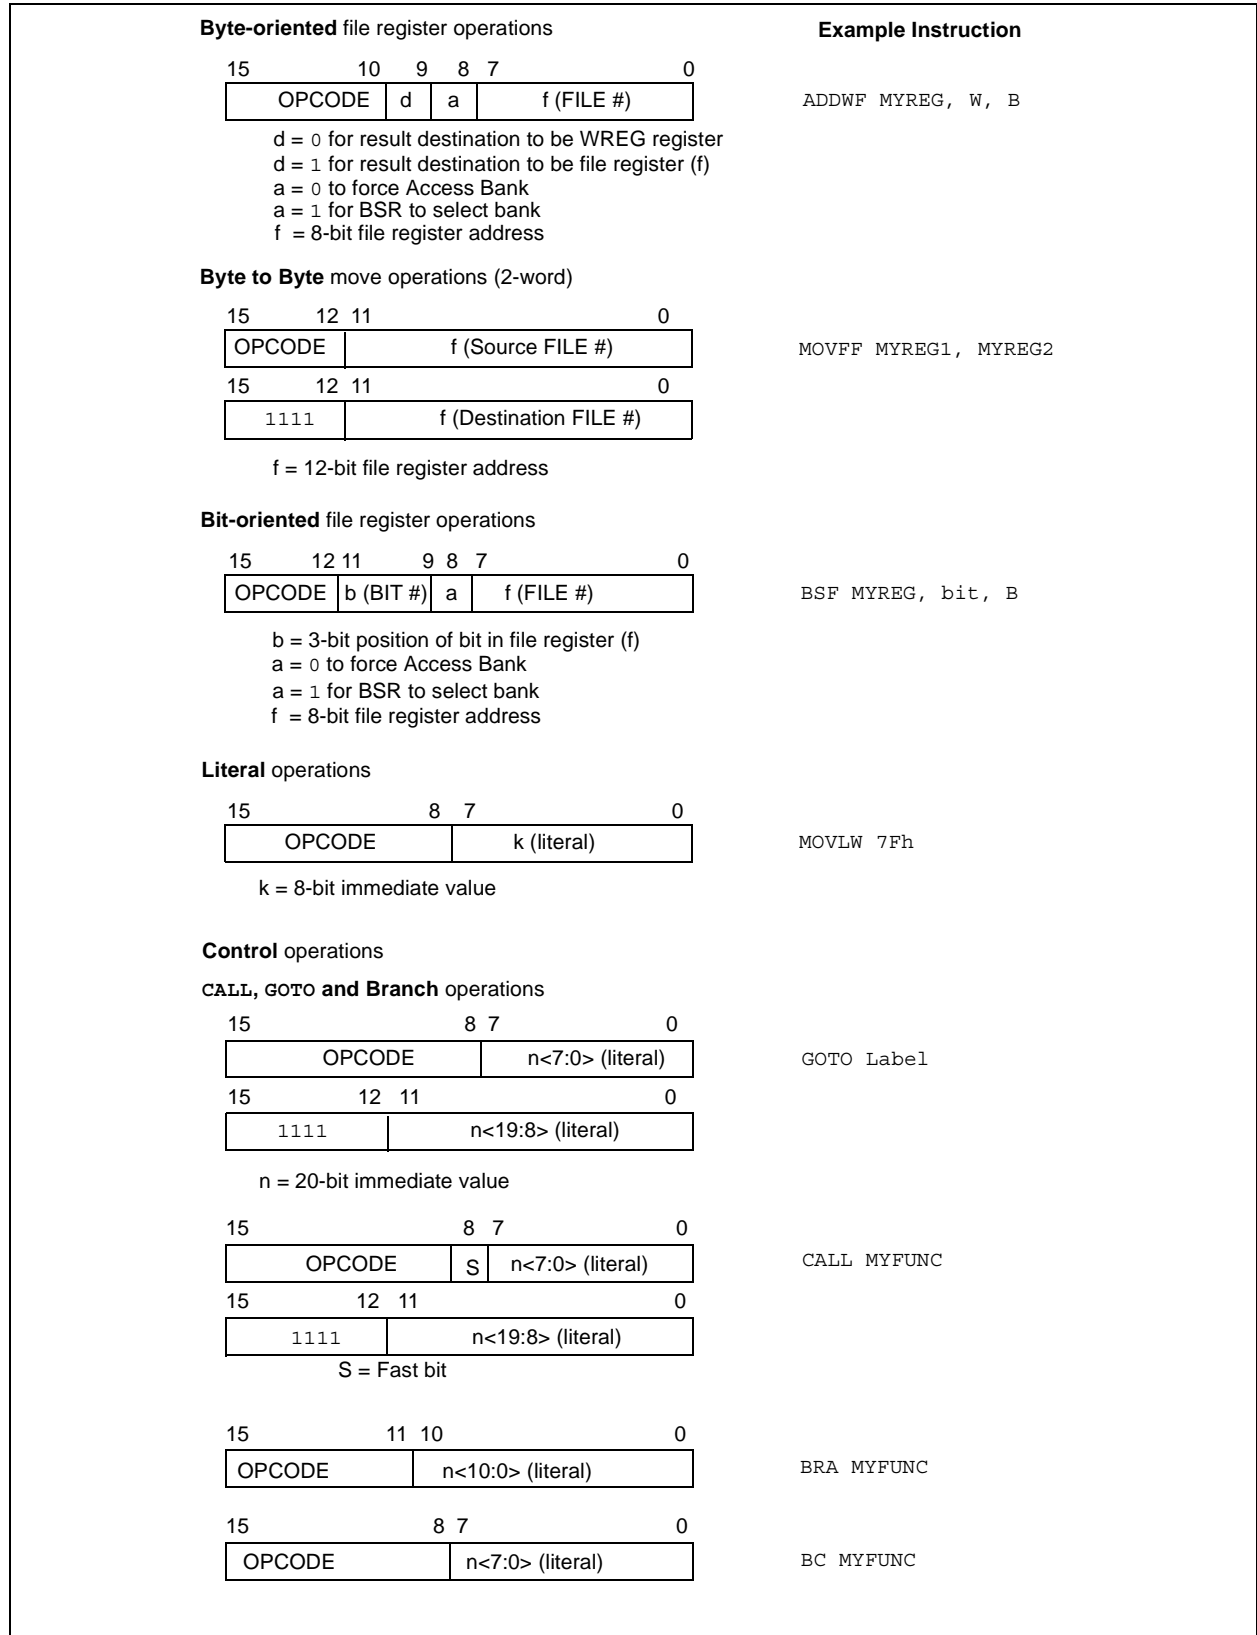 Byte-oriented file register operations
Example Instruction
15 10 9 8 7 0
OPCODE d a f (FILE #)
ADDWF MYREG, W, B
d = 0 for result destination to be WREG register
d = 1 for result destination to be file register (f)
a = 0 to force Access Bank
a = 1 for BSR to select bank
f = 8-bit file register address
Byte to Byte move operations (2-word)
15 12 11 0
OPCODE f (Source FILE #)
MOVFF MYREG1, MYREG2
15 12 11 0
1111 f (Destination FILE #)
f = 12-bit file register address
Bit-oriented file register operations
15 12 11 9 8 7 0
OPCODE b (BIT #) a f (FILE #)
BSF MYREG, bit, B
b = 3-bit position of bit in file register (f)
a = 0 to force Access Bank
a = 1 for BSR to select bank
f = 8-bit file register address
Literal operations
15 8 7 0
OPCODE k (literal)
MOVLW 7Fh
k = 8-bit immediate value
Control operations
CALL, GOTO and Branch operations
15 8 7 0
OPCODE n<7:0> (literal)
GOTO Label
15 12 11 0
1111 n<19:8> (literal)
n = 20-bit immediate value
15 8 7 0
OPCODE S n<7:0> (literal)
CALL MYFUNC
15 12 11 0
1111 n<19:8> (literal)
S = Fast bit
15 11 10 0
OPCODE n<10:0> (literal)
BRA MYFUNC
15 8 7 0
OPCODE n<7:0> (literal)
BC MYFUNC